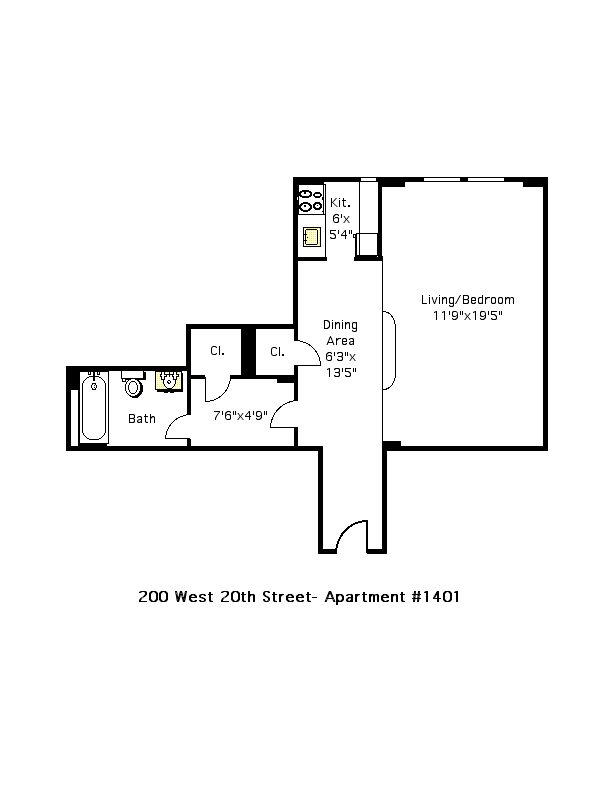 Kit.
6'x
5'4"
Living/Bedroom
11'9"x19'5"
Dining
Area
6'3"x
13'5"
Cl.
Cl.
Bath
7'6"x4'9"
200 West 20th Street- Apartment #1401